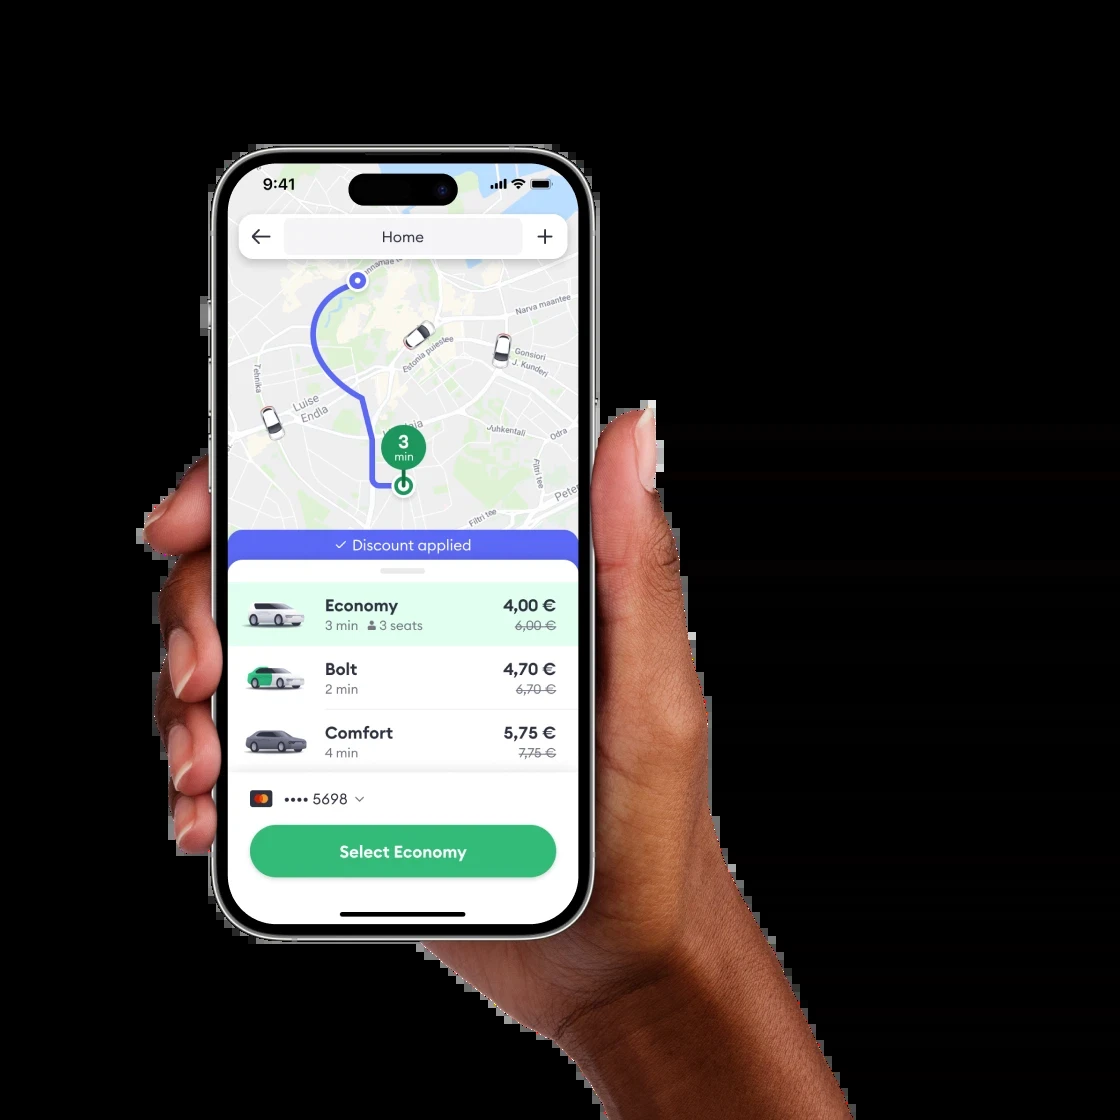 9:41
Home
Narva maantee
Estonia puiestee
Gonsiori
J. Kunderi
Tehnika
Luise
Endla
3
min
Juhkentali
Odra
Filtri tee
Filtri tee
Discount applied
Economy 4,00 €
3 min 3 seats 6,00 €
Bolt 4,70 €
2 min 6,70 €
Comfort 5,75 €
4 min 7,75 €
•••• 5698
Select Economy